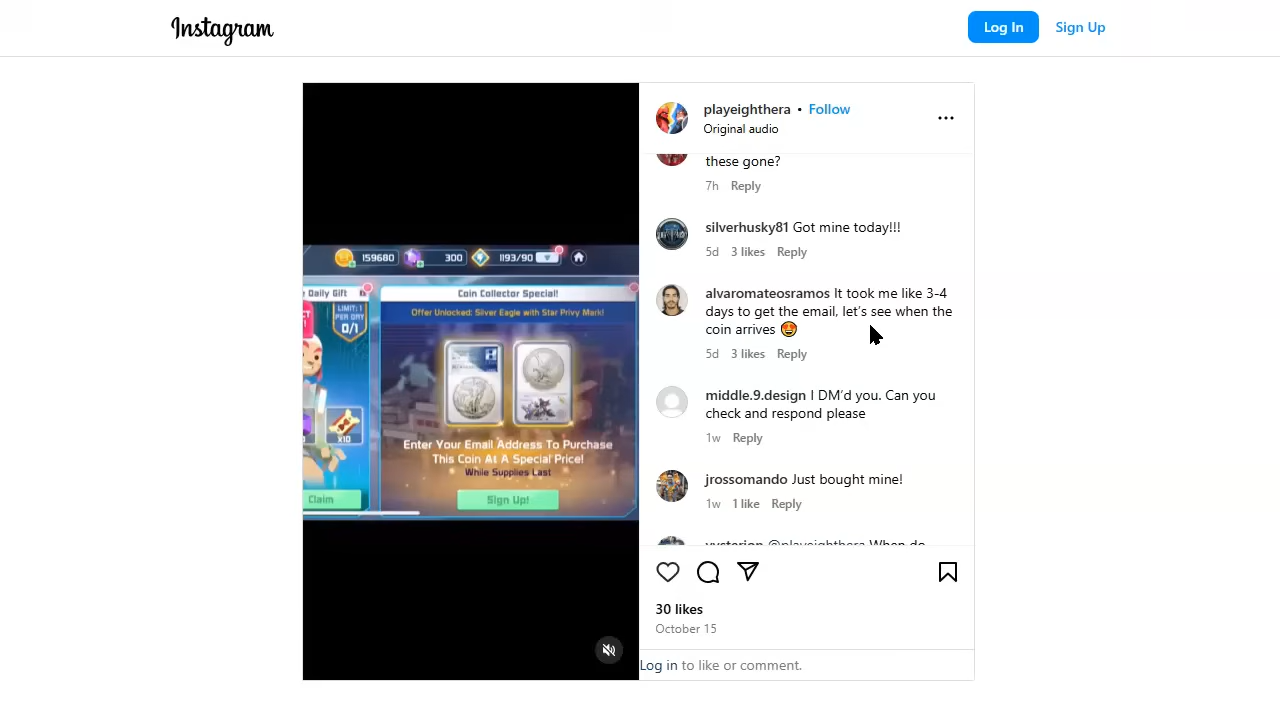 Instagram
Log In
Sign Up
playeighthera • Follow
Original audio
these gone?
7h Reply
silverhusky81 Got mine today!!!
5d 3 likes Reply
alvaromateosramos It took me like 3-4
days to get the email, let's see when the
coin arrives 🤩
5d 3 likes Reply
middle.9.design I DM'd you. Can you
check and respond please
1w Reply
jrossomando Just bought mine!
1w 1 like Reply
@playeighthera When do
30 likes
October 15
Log in to like or comment.
159680
300
1193/90
Daily Gift
LIMIT: 1
PER DAY
0/1
X10
Claim
Coin Collector Special!
Offer Unlocked: Silver Eagle with Star Privy Mark!
Enter Your Email Address To Purchase
This Coin At A Special Price!
While Supplies Last
Sign Up!